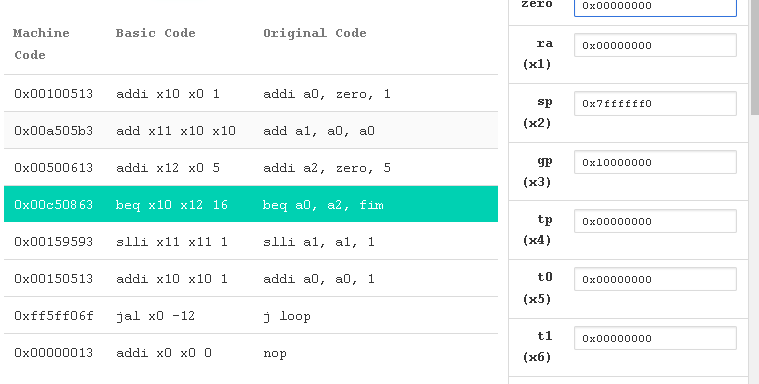 Machine Code Basic Code Original Code
0x00100513 addi x10 x0 1 addi a0, zero, 1
0x00a505b3 add x11 x10 x10 add a1, a0, a0
0x00500613 addi x12 x0 5 addi a2, zero, 5
0x00c50863 beq x10 x12 16 beq a0, a2, fim
0x00159593 slli x11 x11 1 slli a1, a1, 1
0x00150513 addi x10 x10 1 addi a0, a0, 1
0xff5ff06f jal x0 -12 j loop
0x00000013 addi x0 x0 0 nop
zero 0x00000000
ra (x1) 0x00000000
sp (x2) 0x7ffffff0
gp (x3) 0x10000000
tp (x4) 0x00000000
t0 (x5) 0x00000000
t1 (x6) 0x00000000